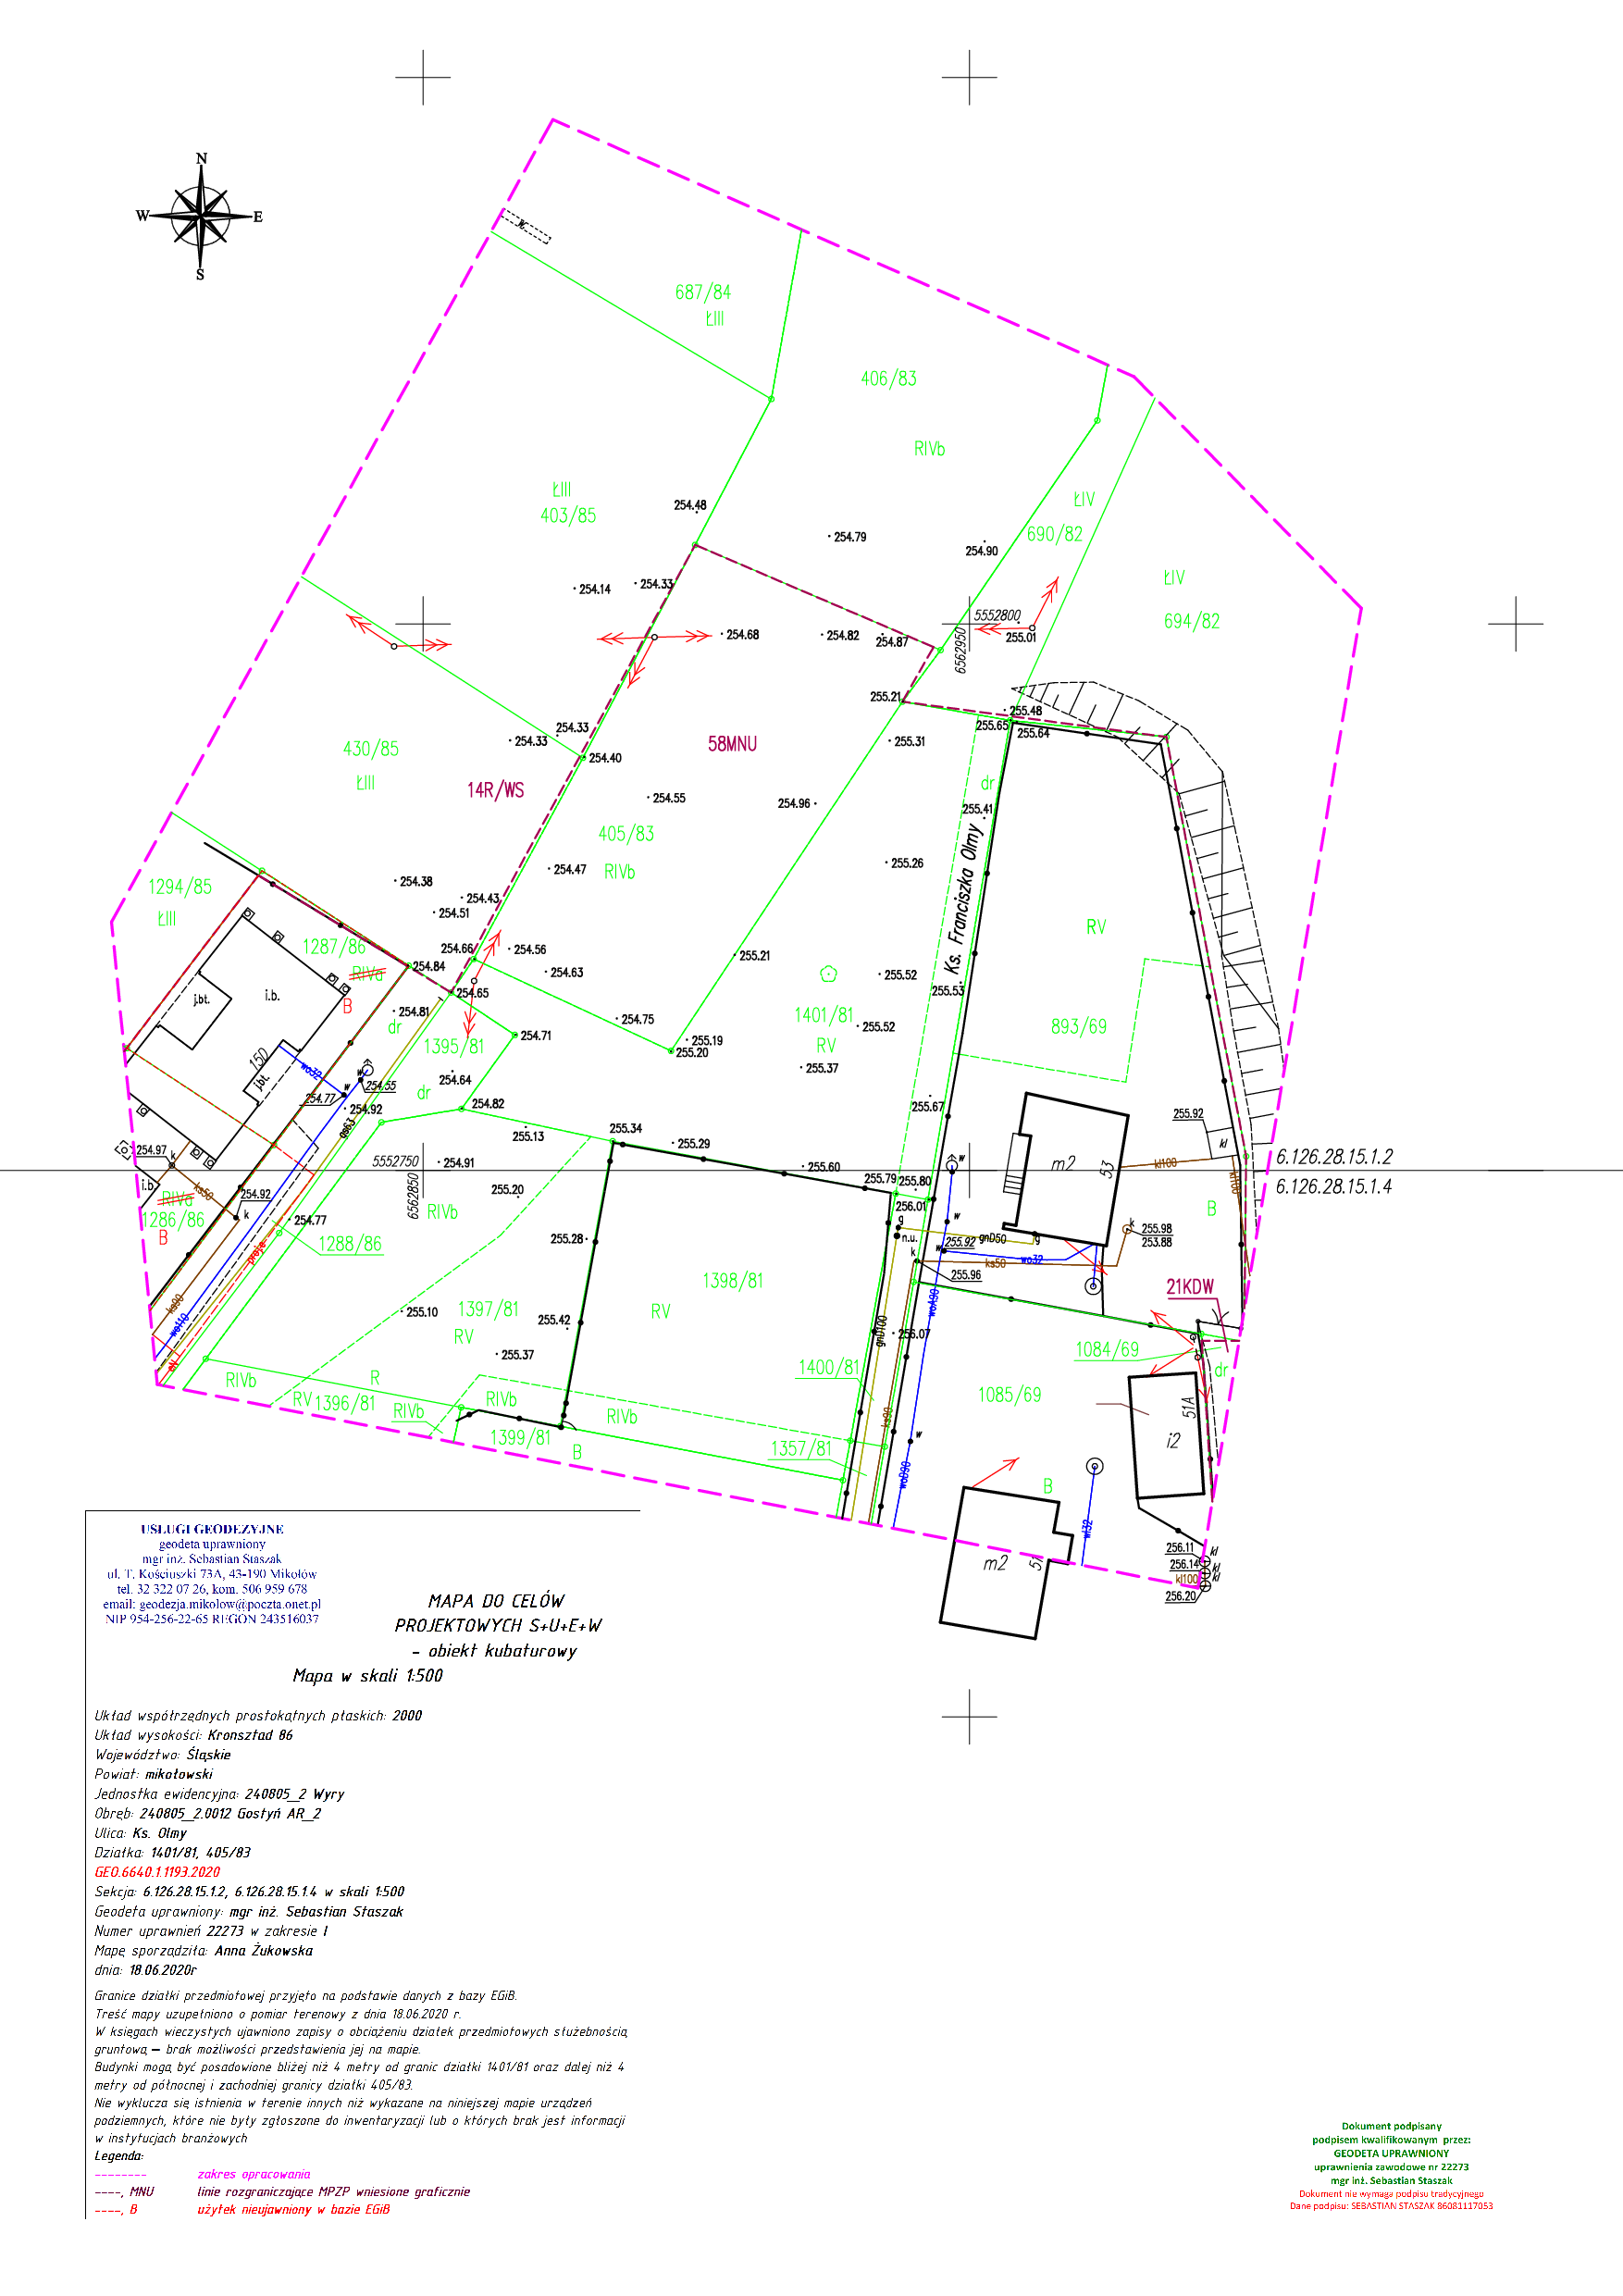 N
W
E
S
w
687/84
ŁIII
406/83
RIVb
ŁIII
403/85
254.48
ŁIV
690/82
254.79
254.90
ŁIV
694/82
254.14
254.33
254.68
254.82
254.87
5552800
255.01
6562950
255.21
255.48
255.65
255.64
254.33
254.33
254.40
430/85
ŁIII
58MNU
255.31
14R/WS
dr
254.55
254.96
255.41
405/83
RIVb
Ks. Franciszka Olmy
255.26
254.47
254.38
1294/85
ŁIII
254.43
254.51
RV
1287/86
254.66
254.56
255.21
254.84
254.63
255.52
B
j.bt.
i.b.
254.65
255.53
254.81
dr
1401/81
255.52
893/69
254.75
255.19
255.20
254.71
1395/81
RV
255.37
15D
wo32
w
w
254.55
254.77
254.64
dr
j.bt.
254.92
gs63
254.82
255.67
255.92
255.13
255.34
255.29
kl
254.97
k
5552750
254.91
w
m2
53
kl100
6.126.28.15.1.2
6.126.28.15.1.4
255.60
255.79
255.80
i.b.
ks50
254.92
255.20
6562850
RIVb
256.01
kl100
B
k
1286/86
B
254.77
g
n.u.
w
255.92
gnD50
g
k
255.98
253.88
1288/86
255.28
k
w
wo32
ks50
255.96
1398/81
RV
woA90
21KDW
255.10
1397/81
RV
255.42
256.07
gnD100
1084/69
ks90
wo110
eN
255.37
1400/81
dr
RIVb
R
RV
1396/81
RIVb
RIVb
RIVb
1085/69
51A
ks90
1399/81
B
1357/81
w
i2
woD90
B
wl32
m2
256.11
kl
256.14
kl
kl
kl100
256.20
USŁUGI GEODEZYJNE
geodeta uprawniony
mgr inż. Sebastian Staszak
ul. T. Kościuszki 73A, 43-190 Mikołów
tel. 32 322 07 26, kom. 506 959 678
email: geodezja.mikolow@poczta.onet.pl
NIP 954-256-22-65 REGON 243516037
MAPA DO CELÓW
PROJEKTOWYCH S+U+E+W
- obiekt kubaturowy
Mapa w skali 1:500
Układ współrzędnych prostokątnych płaskich: 2000
Układ wysokości: Kronsztad 86
Województwo: Śląskie
Powiat: mikołowski
Jednostka ewidencyjna: 240805_2 Wyry
Obręb: 240805_2.0012 Gostyń AR_2
Ulica: Ks. Olmy
Działka: 1401/81, 405/83
GEO.6640.1.1193.2020
Sekcja: 6.126.28.15.1.2, 6.126.28.15.1.4 w skali 1:500
Geodeta uprawniony: mgr inż. Sebastian Staszak
Numer uprawnień 22273 w zakresie I
Mapę sporządziła: Anna Żukowska
dnia: 18.06.2020r
Granice działki przedmiotowej przyjęto na podstawie danych z bazy EGiB.
Treść mapy uzupełniono o pomiar terenowy z dnia 18.06.2020 r.
W księgach wieczystych ujawniono zapisy o obciążeniu działek przedmiotowych służebnością
gruntową – brak możliwości przedstawienia jej na mapie.
Budynki mogą być posadowione bliżej niż 4 metry od granic działki 1401/81 oraz dalej niż 4
metry od północnej i zachodniej granicy działki 405/83.
Nie wyklucza się istnienia w terenie innych niż wykazane na niniejszej mapie urządzeń
podziemnych, które nie były zgłoszone do inwentaryzacji lub o których brak jest informacji
w instytucjach branżowych
Legenda:
-------- zakres opracowania
----, MNU linie rozgraniczające MPZP wniesione graficznie
----, B użytek nieujawniony w bazie EGiB
Dokument podpisany
podpisem kwalifikowanym przez:
GEODETA UPRAWNIONY
uprawnienia zawodowe nr 22273
mgr inż. Sebastian Staszak
Dokument nie wymaga podpisu tradycyjnego
Dane podpisu: SEBASTIAN STASZAK 86081117053